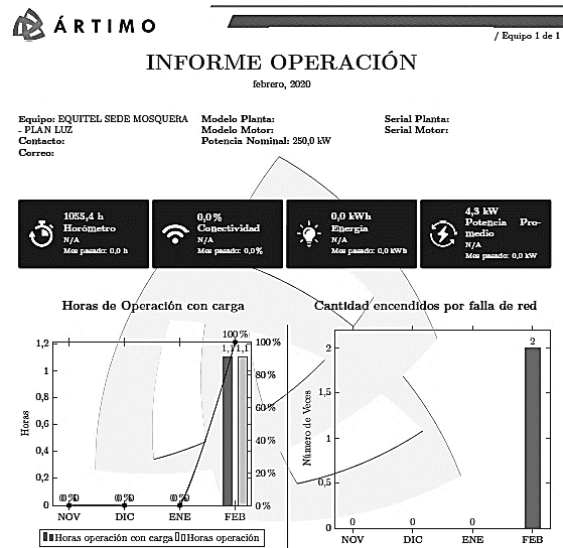 ÁRTIMO
/ Equipo 1 de 1
INFORME OPERACIÓN
febrero, 2020
Equipo: EQUITEL SEDE MOSQUERA - PLAN LUZ
Contacto:
Correo:
Modelo Planta:
Modelo Motor:
Potencia Nominal: 250,0 kW
Serial Planta:
Serial Motor:
1055,4 h
Horómetro
N/A
Mes pasado: 0,0 h
0,0 %
Conectividad
N/A
Mes pasado: 0,0 %
0,0 kWh
Energía
N/A
Mes pasado: 0,0 kWh
4,3 kW
Potencia Pro-
medio
N/A
Mes pasado: 0,0 kW
Horas de Operación con carga
100 %
1,2
1,1 1,1
100 %
1
80 %
0,8
60 %
0,6
40 %
0,4
20 %
0,2
0
0 % 0 % 0 %
0 %
Horas
NOV DIC ENE FEB
Horas operación con carga Horas operación
Cantidad encendidos por falla de red
2
2
1,5
1
0,5
0
Número de Veces
0 0 0
NOV DIC ENE FEB